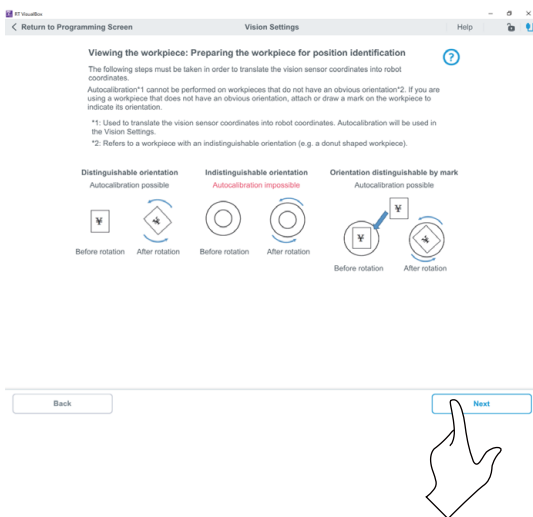 RT VisualBox
Return to Programming Screen
Vision Settings
Help
Viewing the workpiece: Preparing the workpiece for position identification
?
The following steps must be taken in order to translate the vision sensor coordinates into robot
coordinates.
Autocalibration*1 cannot be performed on workpieces that do not have an obvious orientation*2. If you are
using a workpiece that does not have an obvious orientation, attach or draw a mark on the workpiece to
indicate its orientation.
*1: Used to translate the vision sensor coordinates into robot coordinates. Autocalibration will be used in
the Vision Settings.
*2: Refers to a workpiece with an indistinguishable orientation (e.g. a donut shaped workpiece).
Distinguishable orientation
Autocalibration possible
¥
¥
Before rotation
After rotation
Indistinguishable orientation
Autocalibration impossible
Before rotation
After rotation
Orientation distinguishable by mark
Autocalibration possible
¥
¥
¥
Before rotation
After rotation
Back
Next